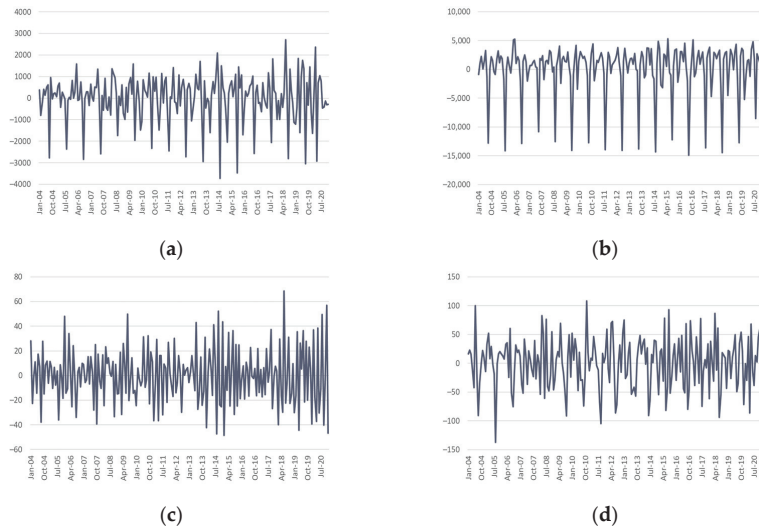 4000
3000
2000
1000
0
-1000
-2000
-3000
-4000
Jan-04
Oct-04
Jul-05
Apr-06
Jan-07
Oct-07
Jul-08
Apr-09
Jan-10
Oct-10
Jul-11
Apr-12
Jan-13
Oct-13
Jul-14
Apr-15
Jan-16
Oct-16
Jul-17
Apr-18
Jan-19
Oct-19
Jul-20
(a)
10,000
5,000
0
-5,000
-10,000
-15,000
-20,000
Jan-04
Oct-04
Jul-05
Apr-06
Jan-07
Oct-07
Jul-08
Apr-09
Jan-10
Oct-10
Jul-11
Apr-12
Jan-13
Oct-13
Jul-14
Apr-15
Jan-16
Oct-16
Jul-17
Apr-18
Jan-19
Oct-19
Jul-20
(b)
80
60
40
20
0
-20
-40
-60
Jan-04
Oct-04
Jul-05
Apr-06
Jan-07
Oct-07
Jul-08
Apr-09
Jan-10
Oct-10
Jul-11
Apr-12
Jan-13
Oct-13
Jul-14
Apr-15
Jan-16
Oct-16
Jul-17
Apr-18
Jan-19
Oct-19
Jul-20
(c)
150
100
50
0
-50
-100
-150
Jan-04
Oct-04
Jul-05
Apr-06
Jan-07
Oct-07
Jul-08
Apr-09
Jan-10
Oct-10
Jul-11
Apr-12
Jan-13
Oct-13
Jul-14
Apr-15
Jan-16
Oct-16
Jul-17
Apr-18
Jan-19
Oct-19
Jul-20
(d)